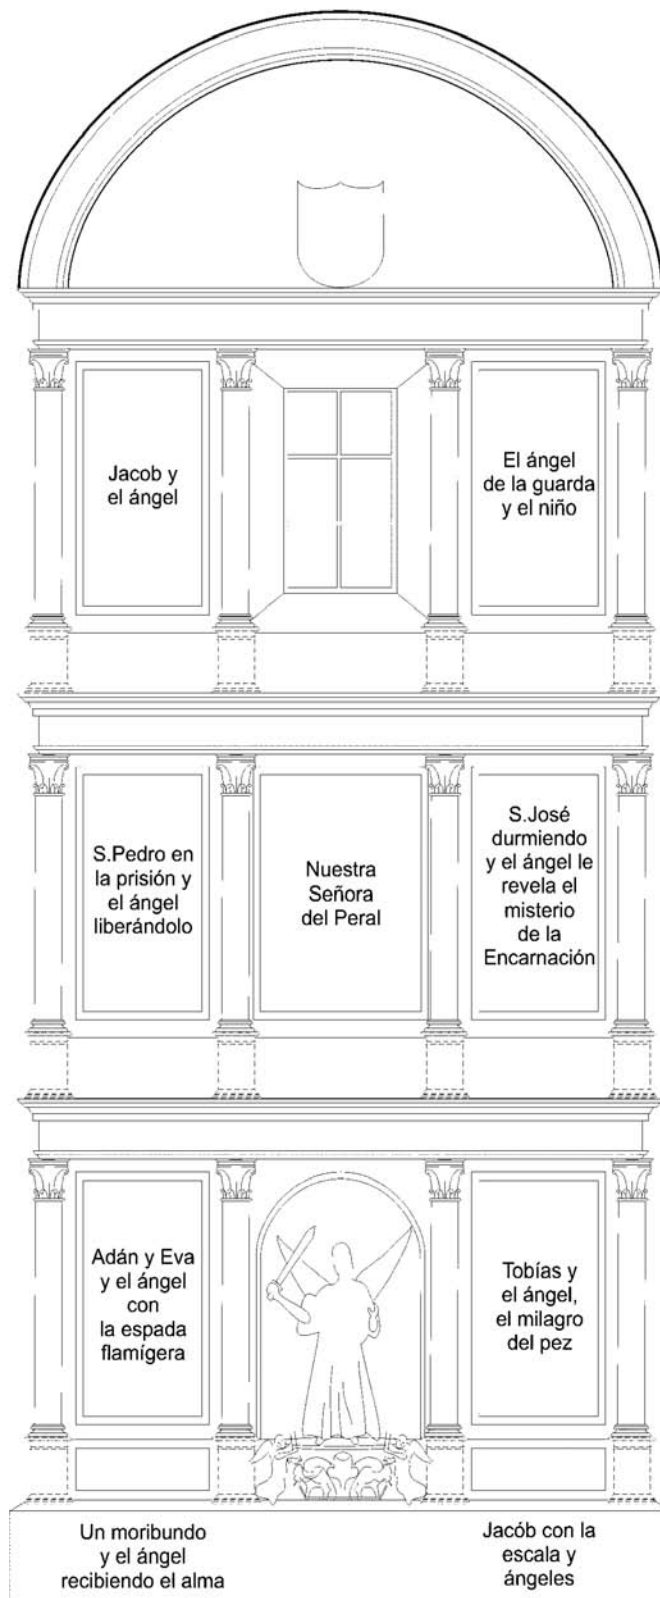 Jacob y
el ángel
El ángel
de la guarda
y el niño
S.Pedro en
la prisión y
el ángel
liberándolo
Nuestra
Señora
del Peral
S.José
durmiendo
y el ángel le
revela el
misterio
de la
Encarnación
Adán y Eva
y el ángel
con
la espada
flamígera
Tobías y
el ángel,
el milagro
del pez
Un moribundo
y el ángel
recibiendo el alma
Jacób con la
escala y
ángeles